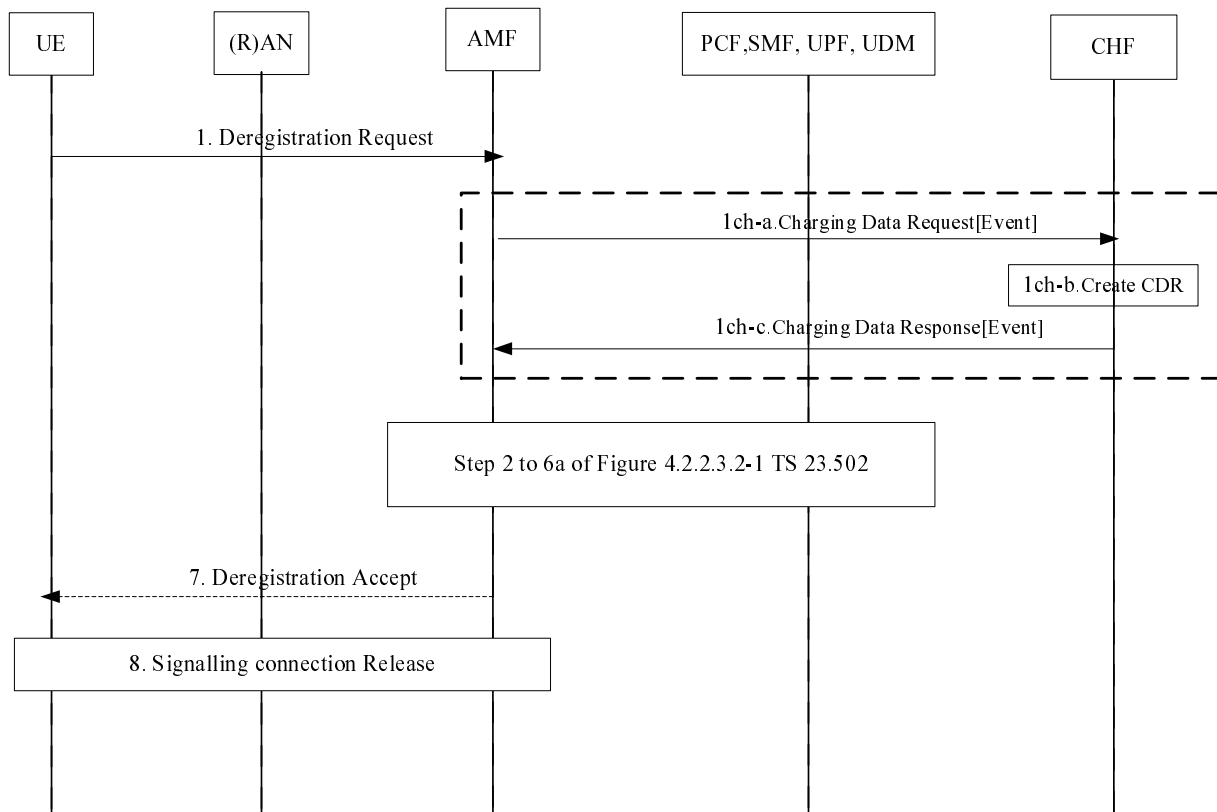 UE
(R)AN
AMF
PCF,SMF, UPF, UDM
CHF
1. Deregistration Request
1ch-a.Charging Data Request[Event]
1ch-b.Create CDR
1ch-c.Charging Data Response[Event]
Step 2 to 6a of Figure 4.2.2.3.2-1 TS 23.502
7. Deregistration Accept
8. Signalling connection Release